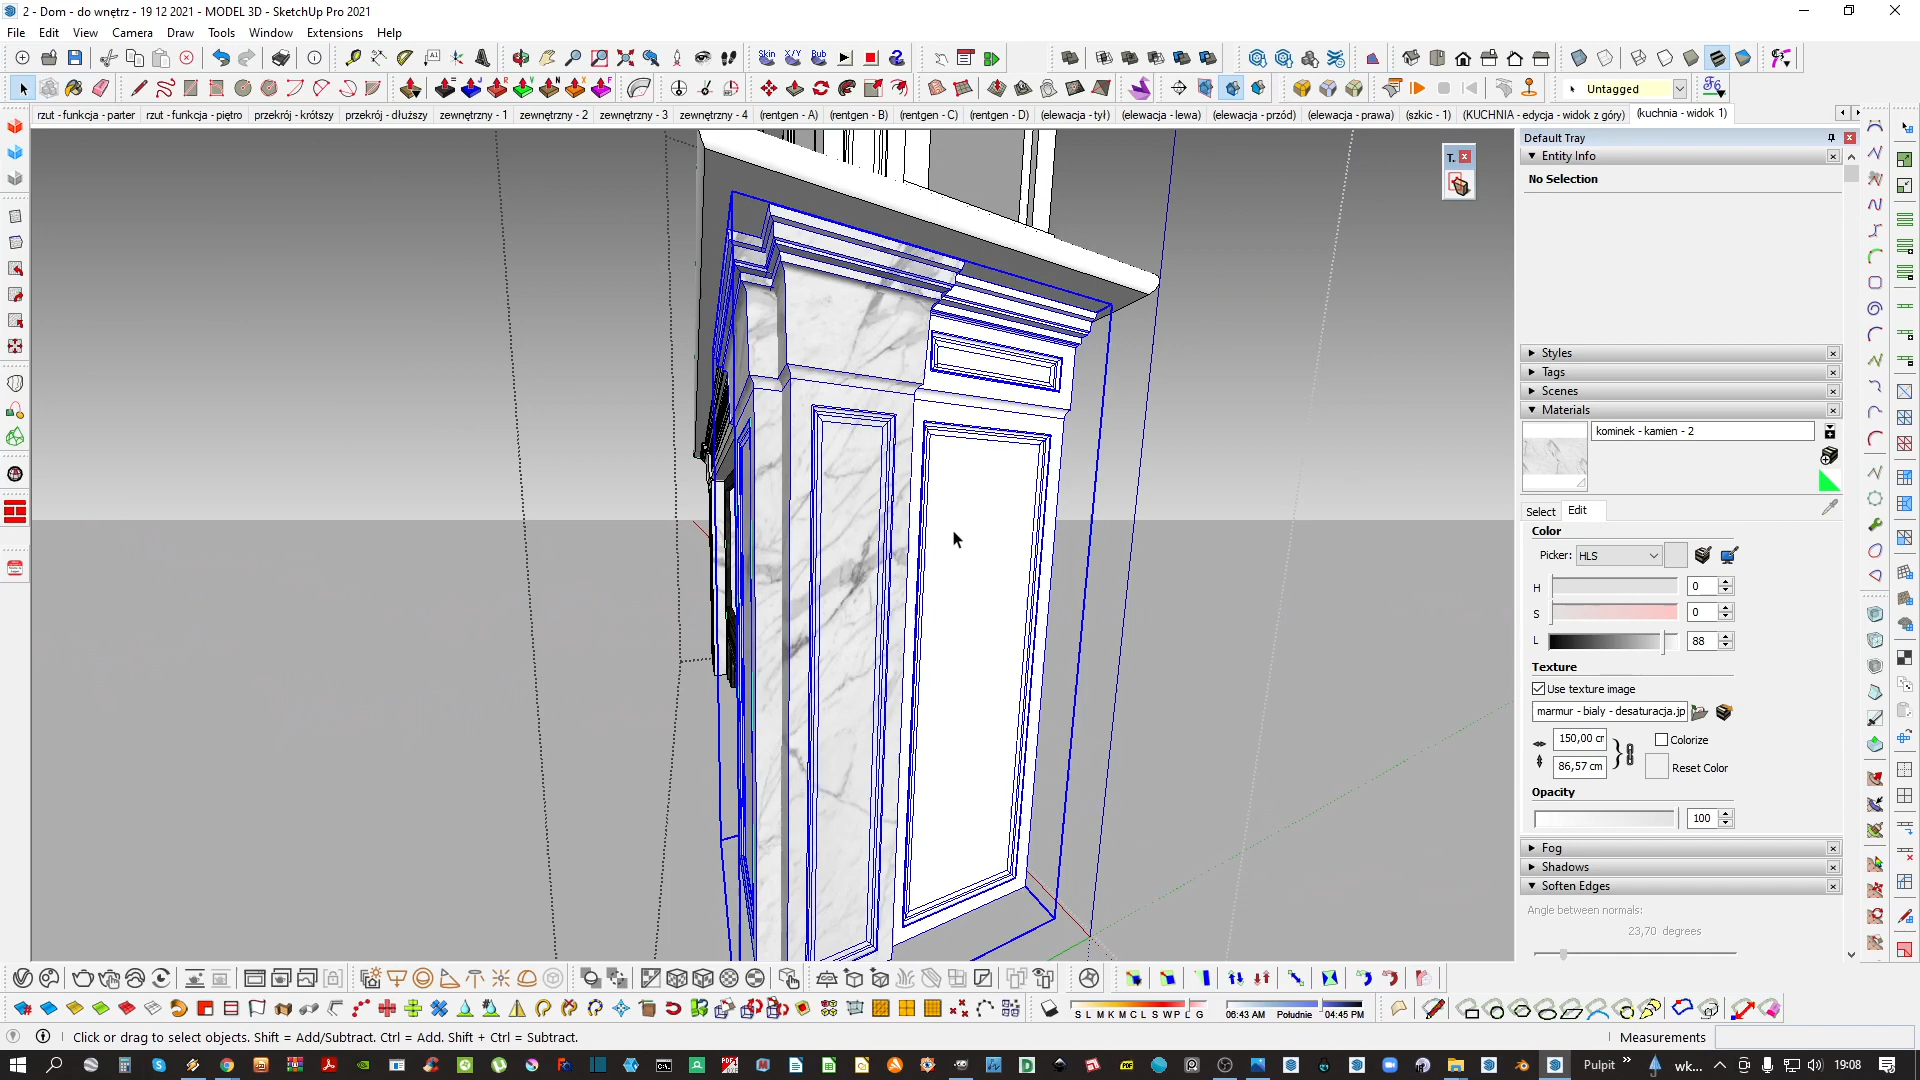 2 - Dom - do wnętrz - 19 12 2021 - MODEL 3D - SketchUp Pro 2021
File Edit View Camera Draw Tools Window Extensions Help
Skin X/Y Bub
Untagged
rzut - funkcja - parter rzut - funkcja - piętro przekrój - krótszy przekrój - dłuższy zewnętrzny - 1 zewnętrzny - 2 zewnętrzny - 3 zewnętrzny - 4 (rentgen - A) (rentgen - B) (rentgen - C) (rentgen - D) (elewacja - tył) (elewacja - lewa) (elewacja - przód) (elewacja - prawa) (szkic - 1) (KUCHNIA - edycja - widok z góry) (kuchnia - widok 1)
T.
Default Tray
Entity Info
No Selection
Styles
Tags
Scenes
Materials
kominek - kamien - 2
Select Edit
Color
Picker: HLS
H 0
S 0
L 88
Texture
Use texture image
marmur - bialy - desaturacja.jp
150,00 cr Colorize
86,57 cm Reset Color
Opacity
100
Fog
Shadows
Soften Edges
Angle between normals:
23,70 degrees
06:43 AM Południe 04:45 PM
Click or drag to select objects. Shift = Add/Subtract. Ctrl = Add. Shift + Ctrl = Subtract.
Measurements
Pulpit
wk...
19:08